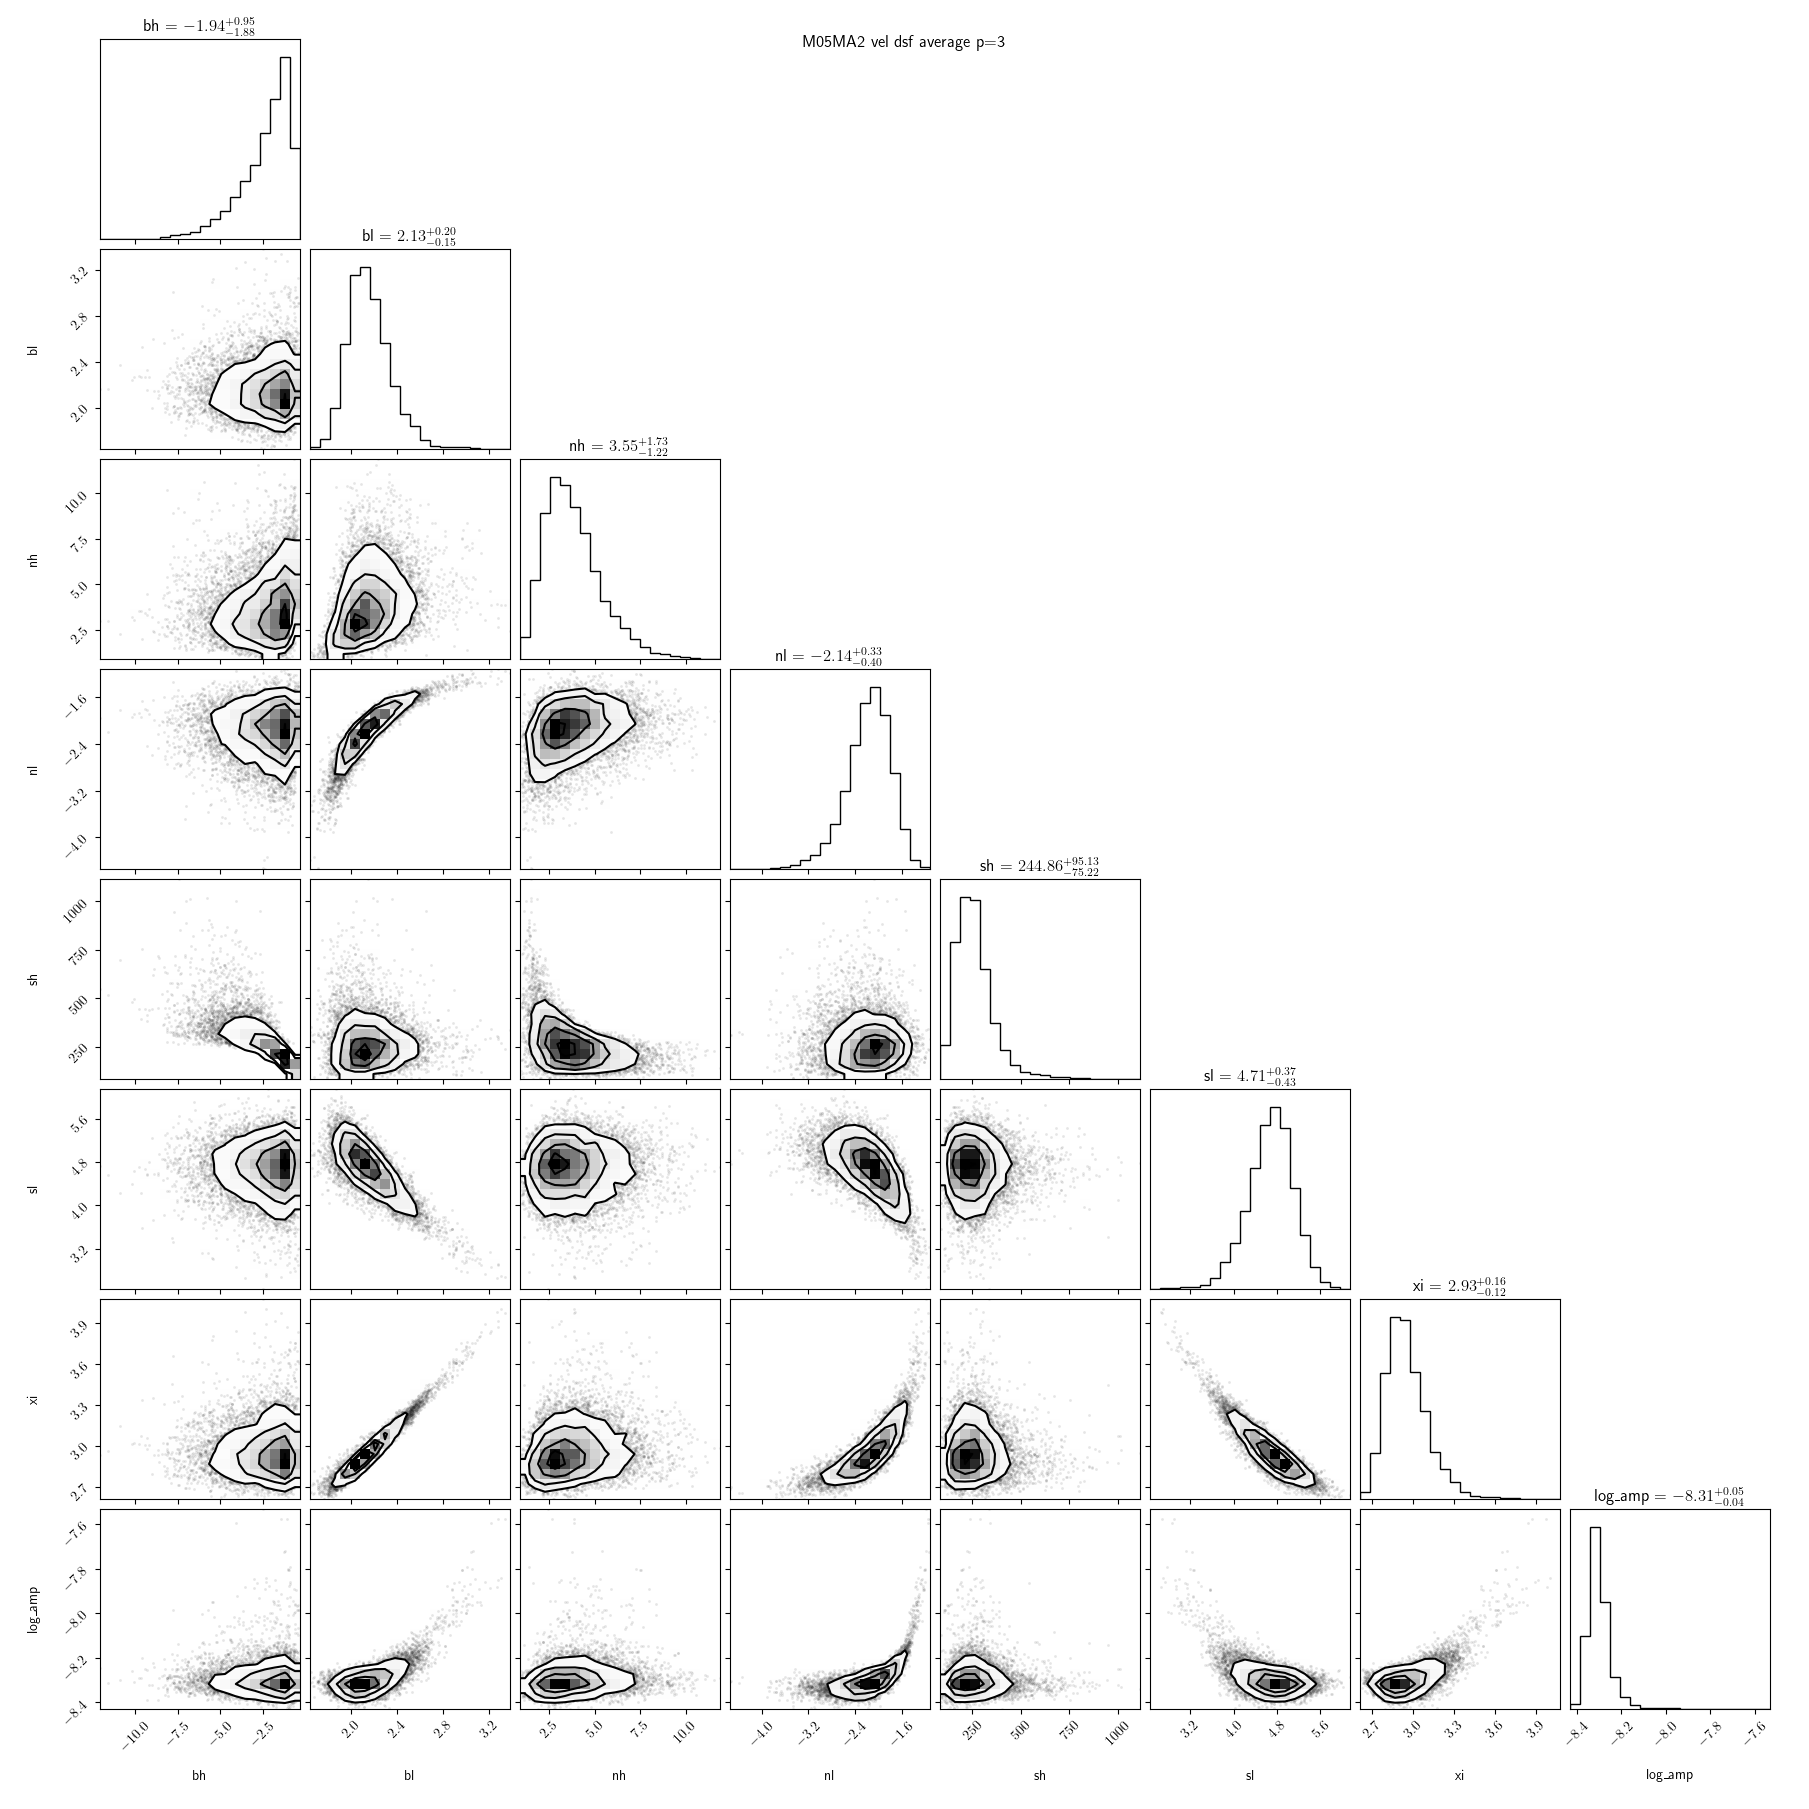 M05MA2 vel dsf average p=3
bh = −1.94 +0.95 −1.88
bl = 2.13 +0.20 −0.15
nh = 3.55 +1.73 −1.22
nl = −2.14 +0.33 −0.40
sh = 244.86 +95.13 −75.22
sl = 4.71 +0.37 −0.43
xi = 2.93 +0.16 −0.12
log_amp = −8.31 +0.05 −0.04
bl
3.2
2.8
2.4
2.0
nh
10.0
7.5
5.0
2.5
nl
−1.6
−2.4
−3.2
−4.0
sh
1000
750
500
250
sl
5.6
4.8
4.0
3.2
xi
3.9
3.6
3.3
3.0
2.7
log_amp
−7.6
−7.8
−8.0
−8.2
−8.4
−10.0 −7.5 −5.0 −2.5
2.0 2.4 2.8 3.2
2.5 5.0 7.5 10.0
−4.0 −3.2 −2.4 −1.6
250 500 750 1000
3.2 4.0 4.8 5.6
2.7 3.0 3.3 3.6 3.9
−8.4 −8.2 −8.0 −7.8 −7.6
bh bl nh nl sh sl xi log_amp